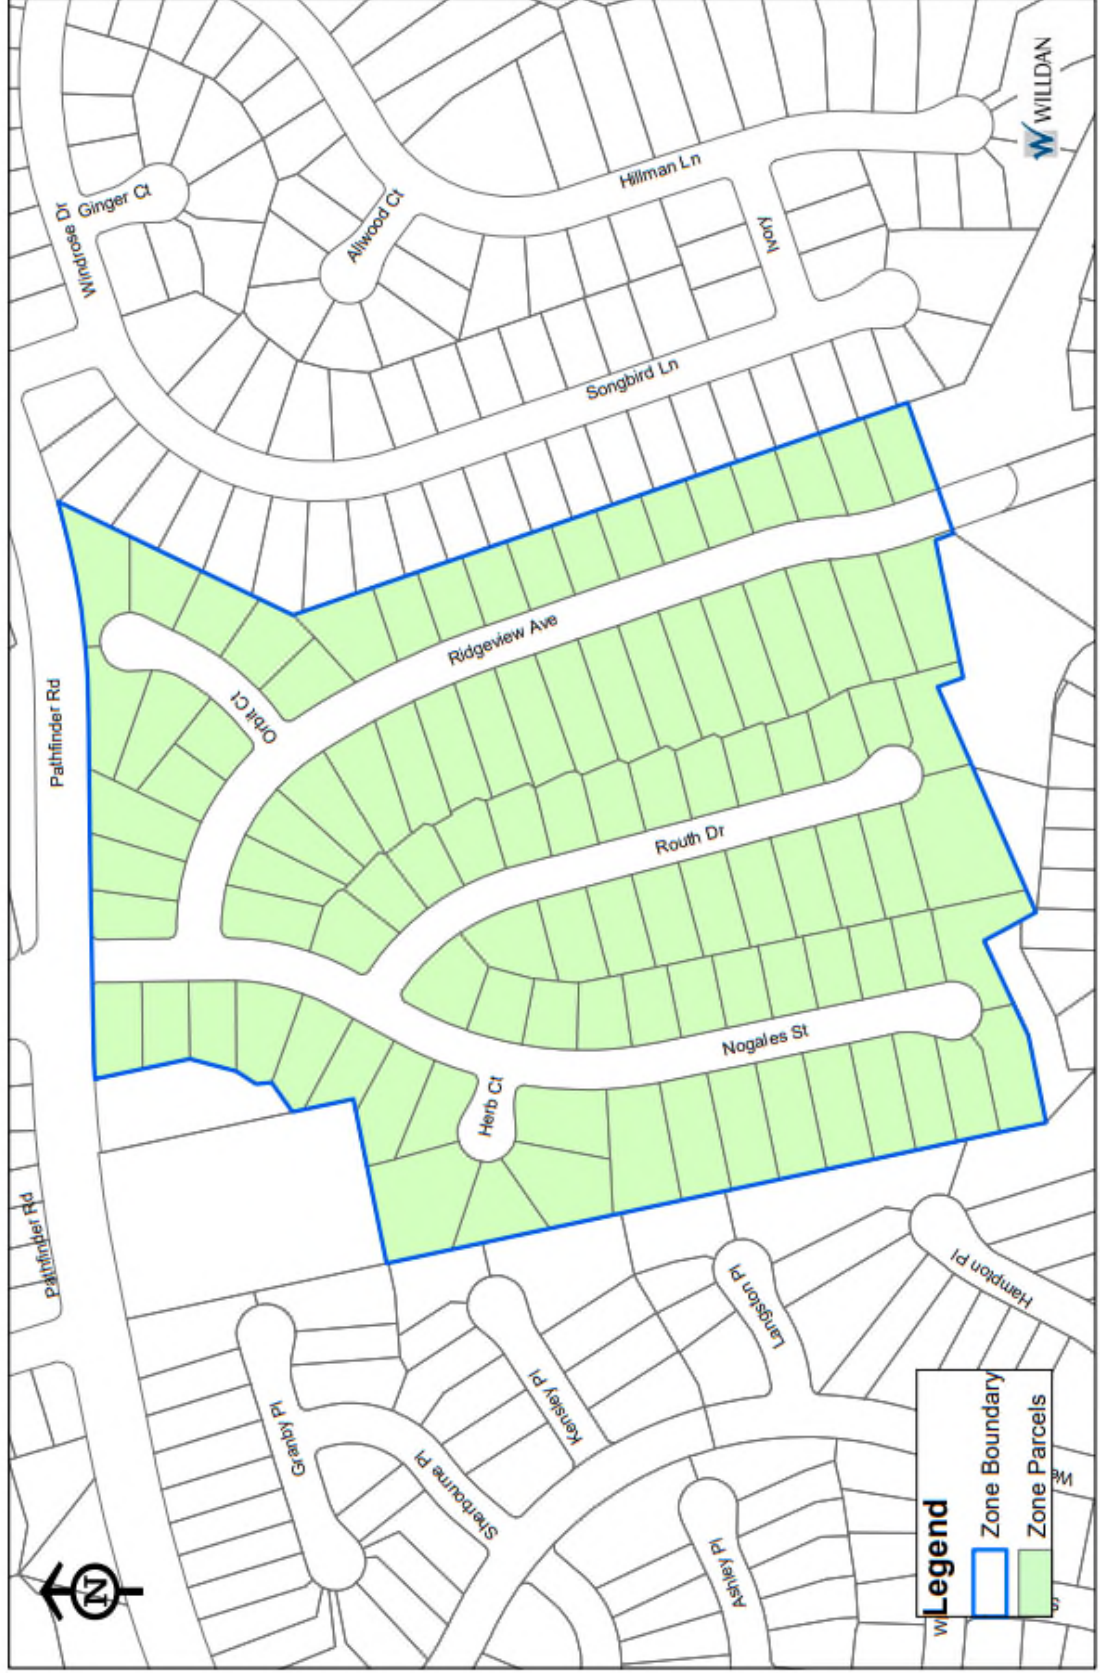 Windrose Dr
Ginger Ct
Allwood Ct
Hillman Ln
Ivory
Songbird Ln
WILLDAN
Pathfinder Rd
Orbit Ct
Ridgeview Ave
Routh Dr
Nogales St
Herb Ct
Pathfinder Rd
Granby Pl
Sherbourne Pl
Kensley Pl
Langston Pl
Hampton Pl
Ashley Pl
We
W
S
N
Legend
Zone Boundary
Zone Parcels